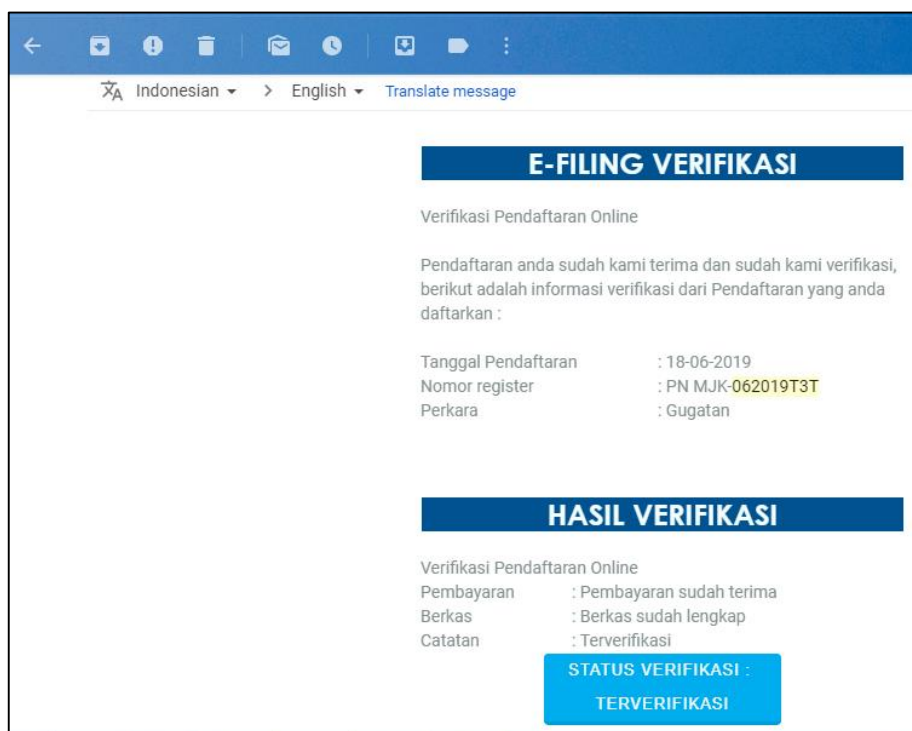 Indonesian > English Translate message
E-FILING VERIFIKASI
Verifikasi Pendaftaran Online
Pendaftaran anda sudah kami terima dan sudah kami verifikasi,
berikut adalah informasi verifikasi dari Pendaftaran yang anda
daftarkan :
Tanggal Pendaftaran : 18-06-2019
Nomor register : PN MJK-062019T3T
Perkara : Gugatan
HASIL VERIFIKASI
Verifikasi Pendaftaran Online
Pembayaran : Pembayaran sudah terima
Berkas : Berkas sudah lengkap
Catatan : Terverifikasi
STATUS VERIFIKASI :
TERVERIFIKASI